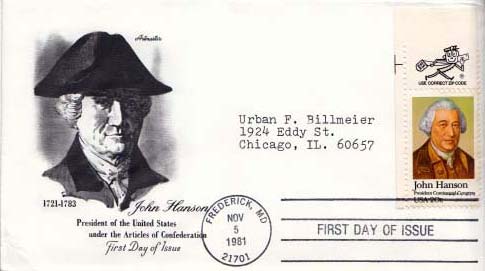 Artmaster
1721-1783
John Hanson
President of the United States
under the Articles of Confederation
First Day of Issue
Urban F. Billmeier
1924 Eddy St.
Chicago, IL. 60657
FREDERICK, MD
NOV
5
1981
21701
FIRST DAY OF ISSUE
USE CORRECT ZIP CODE
John Hanson
President Continental Congress
USA 20c